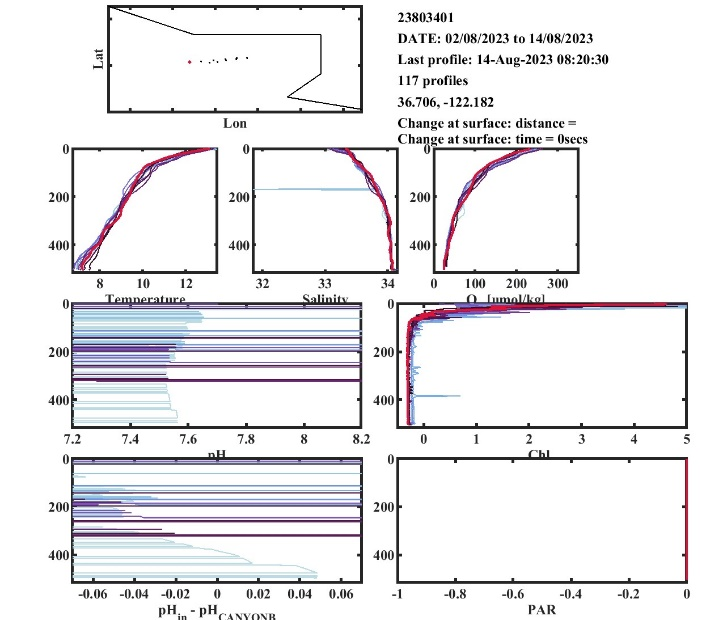 23803401
DATE: 02/08/2023 to 14/08/2023
Last profile: 14-Aug-2023 08:20:30
117 profiles
36.706, -122.182
Change at surface: distance =
Change at surface: time = 0secs
Lat
Lon
0
200
400
8 10 12
Temperature
0
200
400
32 33 34
Salinity
0
200
400
0 100 200 300
O [umol/kg]
0
200
400
7.2 7.4 7.6 7.8 8 8.2
pH
0
200
400
0 1 2 3 4 5
Chl
0
200
400
-0.06 -0.04 -0.02 0 0.02 0.04 0.06
pHin - pHCANYONB
0
200
400
-1 -0.8 -0.6 -0.4 -0.2 0
PAR